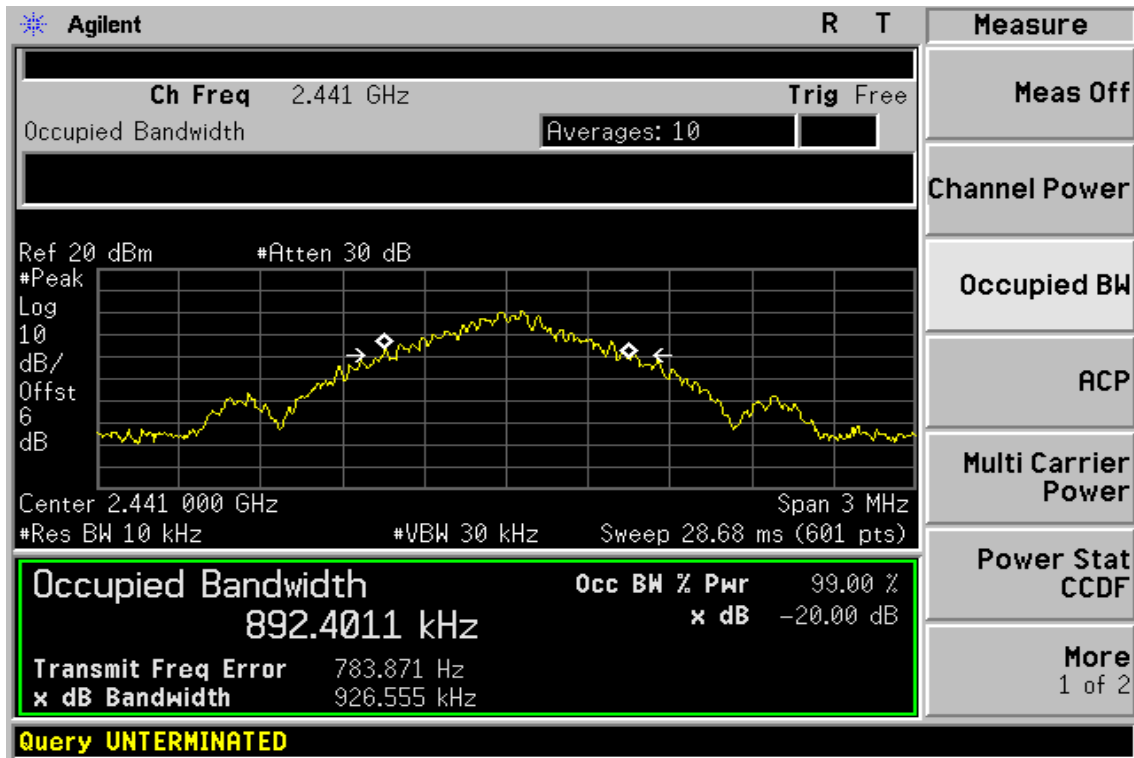 Agilent R T
Measure
Ch Freq 2.441 GHz Trig Free
Occupied Bandwidth Averages: 10
Ref 20 dBm #Atten 30 dB
#Peak
Log
10
dB/
Offst
6
dB
Center 2.441 000 GHz Span 3 MHz
#Res BW 10 kHz #VBW 30 kHz Sweep 28.68 ms (601 pts)
Occupied Bandwidth
892.4011 kHz
Occ BW % Pwr 99.00 %
x dB -20.00 dB
Transmit Freq Error 783.871 Hz
x dB Bandwidth 926.555 kHz
Meas Off
Channel Power
Occupied BW
ACP
Multi Carrier
Power
Power Stat
CCDF
More
1 of 2
Query UNTERMINATED